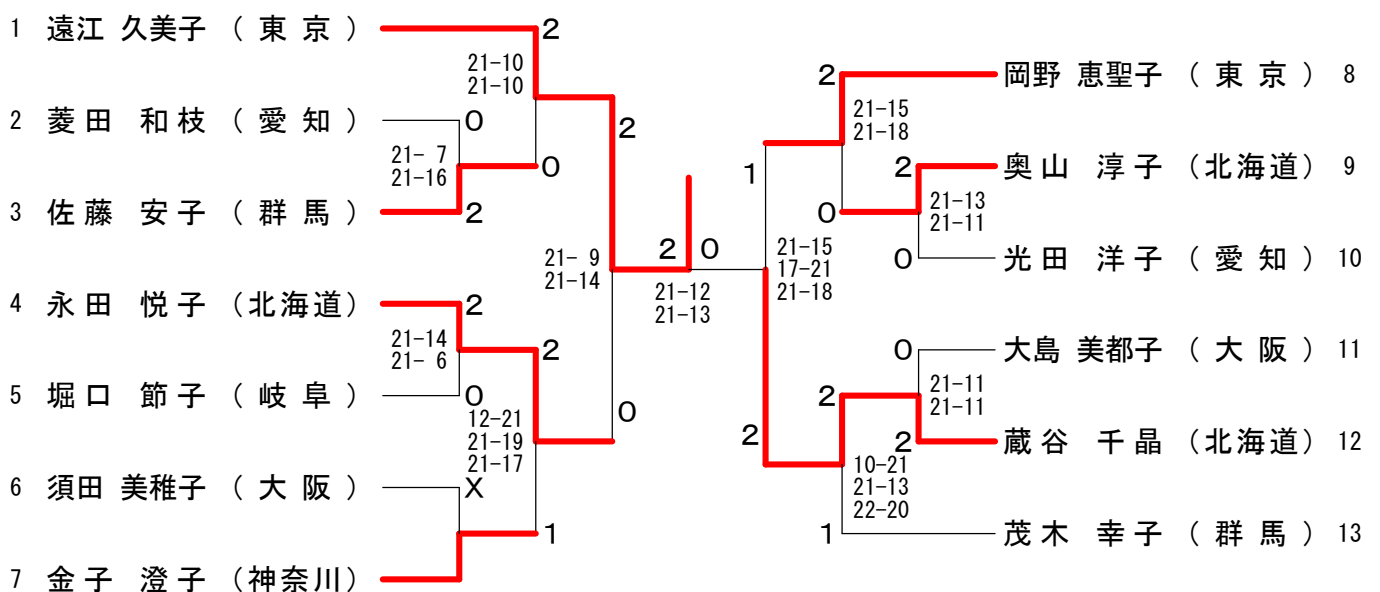 1 遠江 久美子 ( 東 京 ) 2
21-10
21-10
2 菱田 和枝 ( 愛 知 ) 0
21- 7
21-16
0
3 佐藤 安子 ( 群 馬 ) 2
2
21- 9
21-14
4 永田 悦子 (北海道) 2
21-14
21- 6
2
5 堀口 節子 ( 岐 阜 ) 0
12-21
21-19
21-17
0
6 須田 美稚子 ( 大 阪 ) X
1
7 金子 澄子 (神奈川)
2 0
21-12
21-13
2 岡野 恵聖子 ( 東 京 ) 8
21-15
21-18
1
2 奥山 淳子 (北海道) 9
21-13
21-11
0
0 光田 洋子 ( 愛 知 ) 10
21-15
17-21
21-18
0 大島 美都子 ( 大 阪 ) 11
21-11
21-11
2
2
2 蔵谷 千晶 (北海道) 12
10-21
21-13
22-20
1 茂木 幸子 ( 群 馬 ) 13